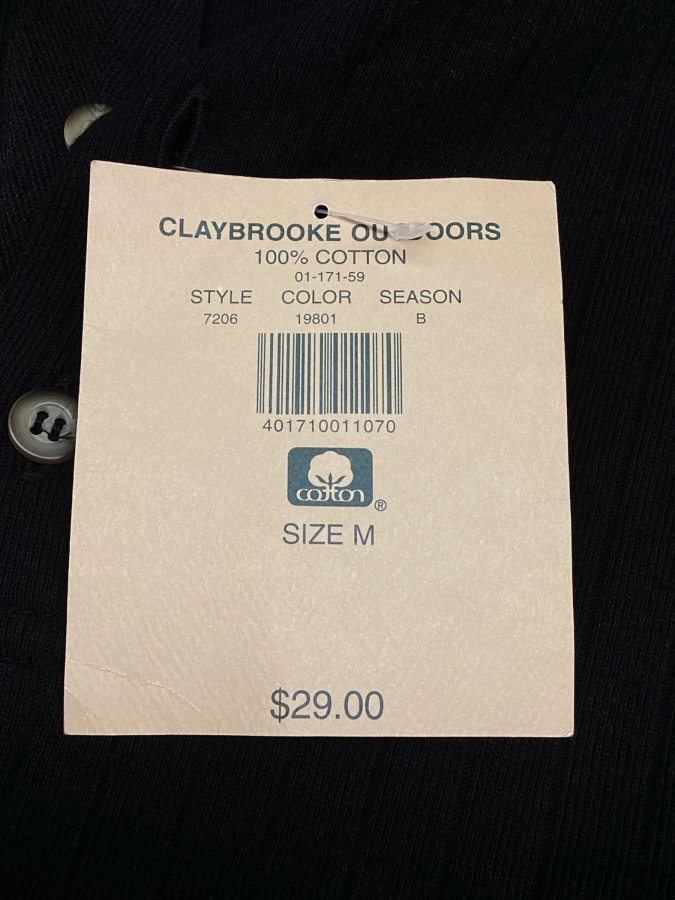 CLAYBROOKE OUTDOORS
100% COTTON
01-171-59
STYLE COLOR SEASON
7206 19801 B
401710011070
cotton
®
SIZE M
$29.00